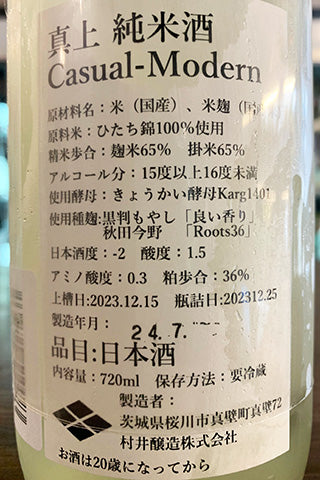 真上 純米酒
Casual-Modern
原材料名：米（国産）、米麹（国
原料米：ひたち錦100％使用
精米歩合：麹米65％ 掛米65％
アルコール分：15度以上16度未満
使用酵母：きょうかい酵母Karg1401
使用種麹:黒判もやし「良い香り」
秋田今野 「Roots36」
日本酒度：-2 酸度：1.5
アミノ酸度：0.3 粕歩合：36％
上槽日:2023.12.15 瓶詰日:20231225
製造年月： 24.7.
品目:日本酒
内容量：720ml 保存方法：要冷蔵
製造者：
茨城県桜川市真壁町真壁72
村井醸造株式会社
お酒は20歳になってから